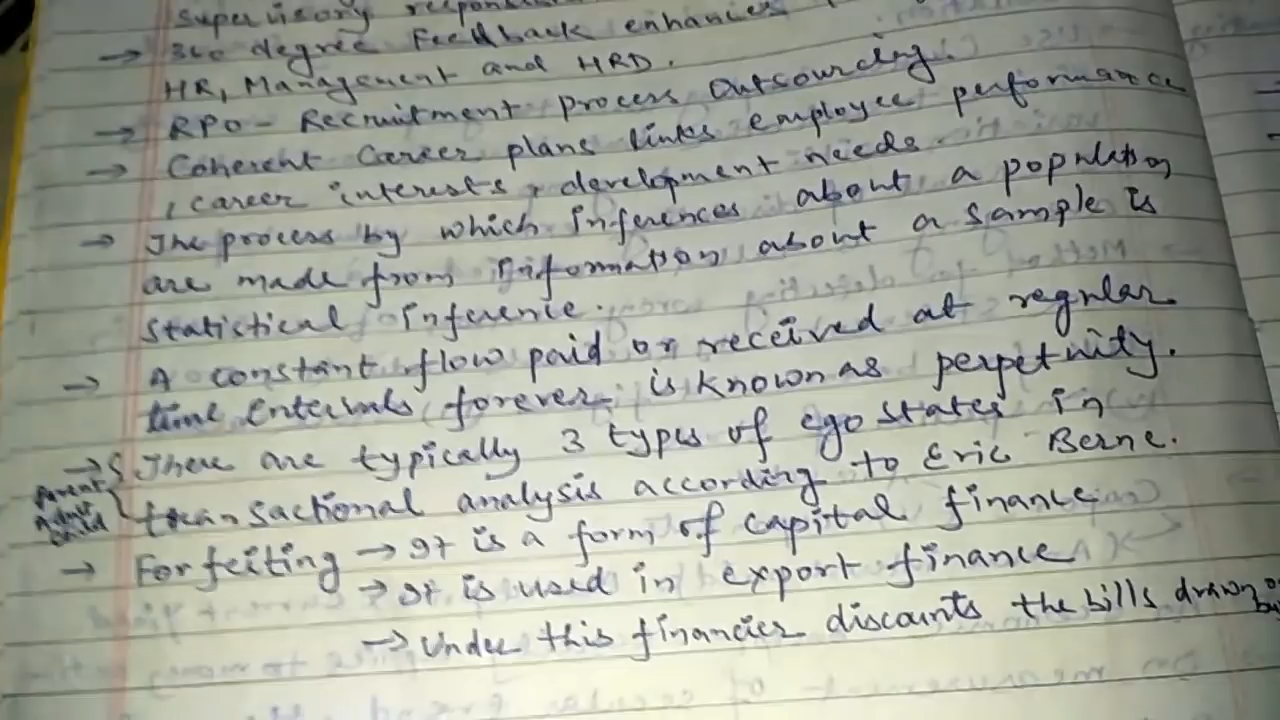 supervisory
→ 360 degree Feedback enhances
HR, Management and HRD.
→ RPO - Recruitment process Outsourcing.
→ Coherent Career plans links employee performance
, career interests, development needs.
→ The process by which inferences about a population
are made from information about a sample is
statistical inference.
→ A constant flow paid or received at regular
time intervals forever is known as perpetuity.
→ There are typically 3 types of ego states in
Parent
Adult
Child
transactional analysis according to Eric Berne.
→ Forfeiting → It is a form of capital finance
→ It is used in export finance
→ Under this financier discounts the bills drawn
by